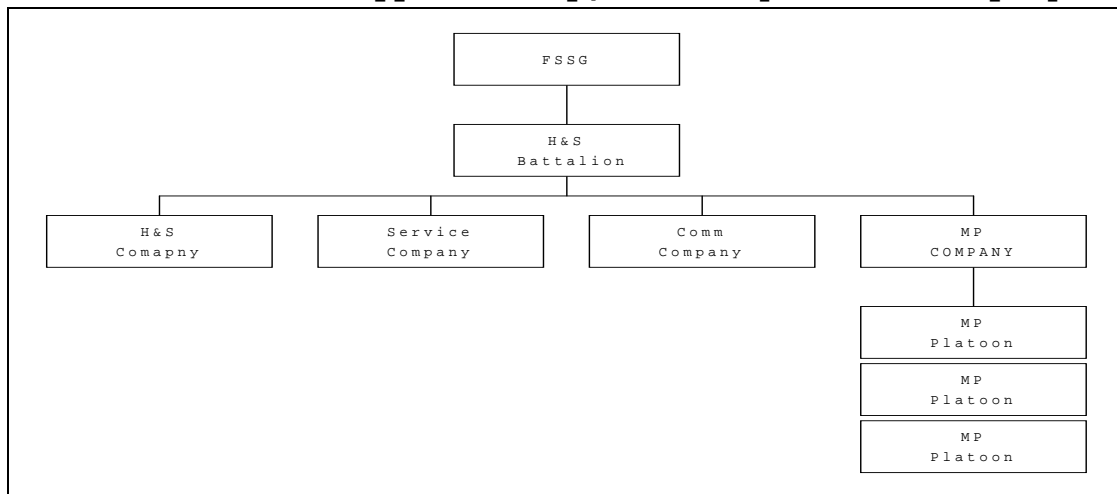 FSSG
H&S
Battalion
H&S
Comapny
Service
Company
Comm
Company
MP
COMPANY
MP
Platoon
MP
Platoon
MP
Platoon